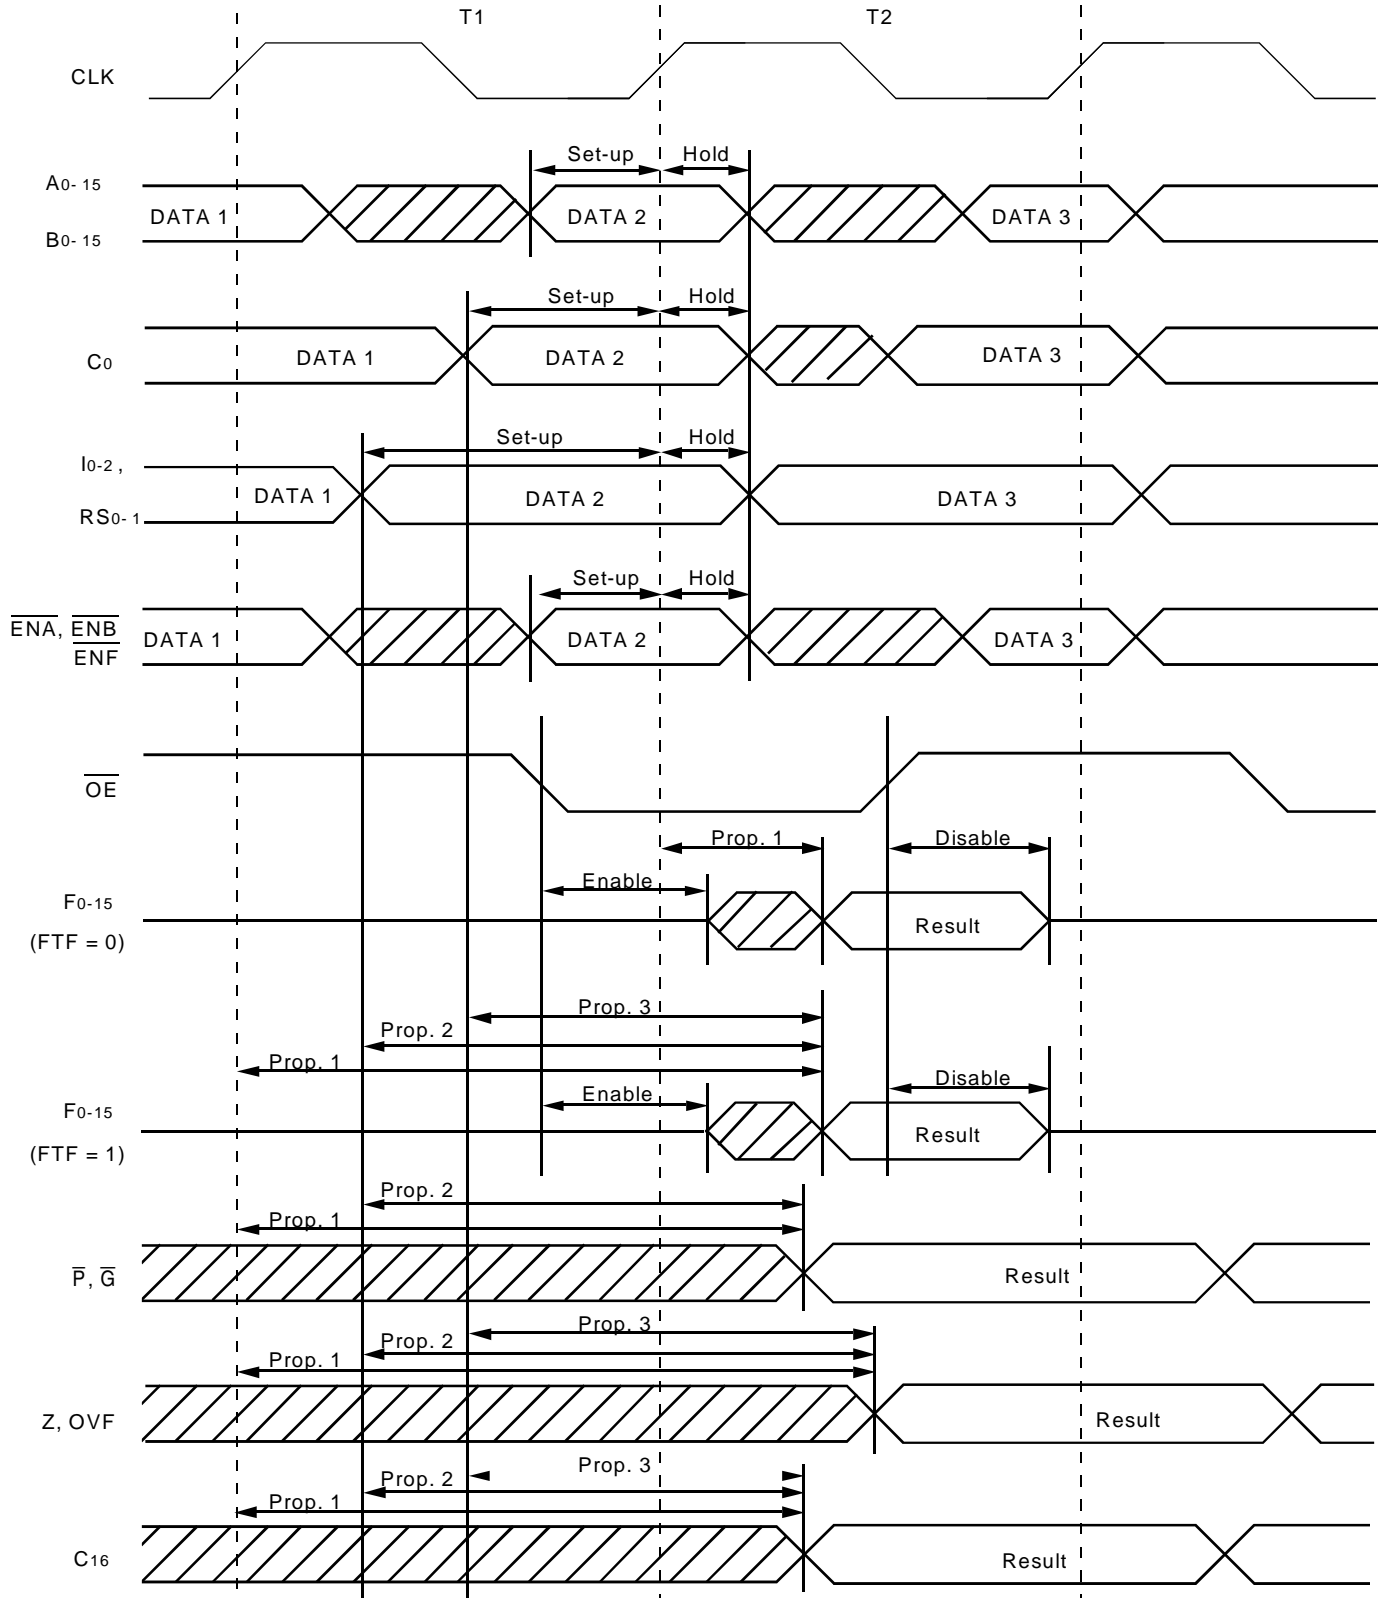 T1 T2
CLK
Set-up Hold
A0-15
DATA 1 DATA 2 DATA 3
B0-15
Set-up Hold
C0 DATA 1 DATA 2 DATA 3
Set-up Hold
I0-2,
DATA 1 DATA 2 DATA 3
RS0-1
Set-up Hold
ENA, ENB
DATA 1 DATA 2 DATA 3
ENF
OE
Prop. 1 Disable
Enable
F0-15
Result
(FTF = 0)
Prop. 3
Prop. 2
Prop. 1
Disable
Enable
F0-15
Result
(FTF = 1)
Prop. 2
Prop. 1
P, G Result
Prop. 3
Prop. 2
Prop. 1
Z, OVF Result
Prop. 3
Prop. 2
Prop. 1
C16 Result